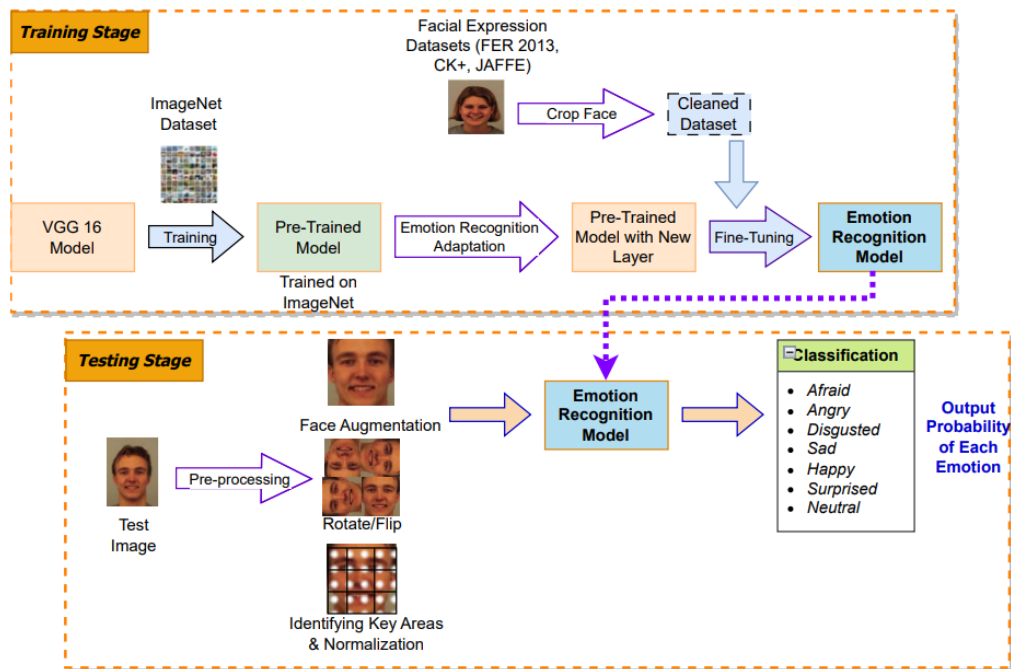 Training Stage
Facial Expression
Datasets (FER 2013,
CK+, JAFFE)
ImageNet
Dataset
Crop Face
Cleaned
Dataset
VGG 16
Model
Training
Pre-Trained
Model
Trained on
ImageNet
Emotion Recognition
Adaptation
Pre-Trained
Model with New
Layer
Fine-Tuning
Emotion
Recognition
Model
Testing Stage
Test
Image
Pre-processing
Face Augmentation
Rotate/Flip
Identifying Key Areas
& Normalization
Emotion
Recognition
Model
Classification
Afraid
Angry
Disgusted
Sad
Happy
Surprised
Neutral
Output
Probability
of Each
Emotion